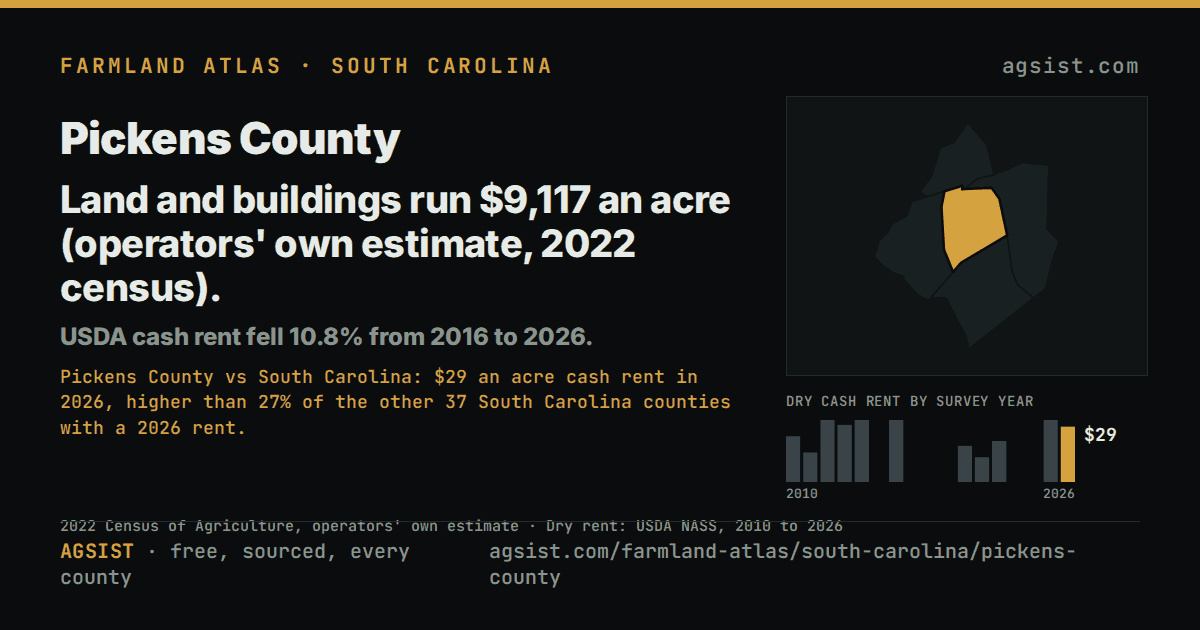 FARMLAND ATLAS · SOUTH CAROLINA
agsist.com
Pickens County
Land and buildings run $9,117 an acre
(operators' own estimate, 2022
census).
USDA cash rent fell 10.8% from 2016 to 2026.
Pickens County vs South Carolina: $29 an acre cash rent in
2026, higher than 27% of the other 37 South Carolina counties
with a 2026 rent.
DRY CASH RENT BY SURVEY YEAR
$29
2010
2026
2022 Census of Agriculture, operators' own estimate · Dry rent: USDA NASS, 2010 to 2026
AGSIST · free, sourced, every
county
agsist.com/farmland-atlas/south-carolina/pickens-
county